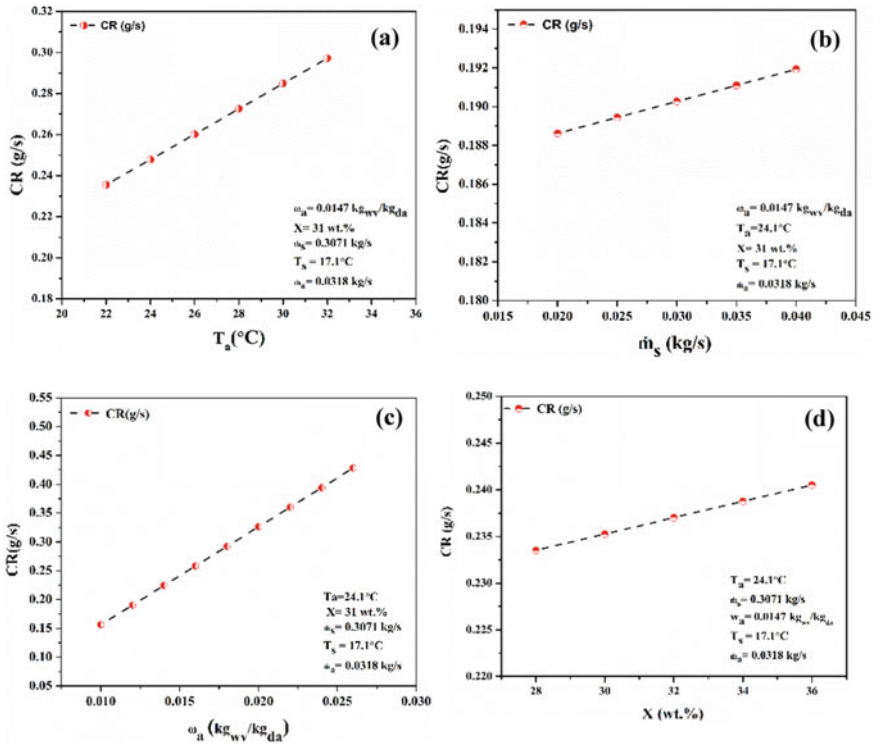 CR (g/s)
(a)
0.32
0.30
0.28
0.26
0.24
0.22
0.20
0.18
CR (g/s)
ωa= 0.0147 kgwv/kgda
X= 31 wt.%
ṁs= 0.3071 kg/s
Ts = 17.1°C
ṁa= 0.0318 kg/s
20 22 24 26 28 30 32 34 36
Ta(°C)
CR (g/s)
(b)
0.194
0.192
0.190
0.188
0.186
0.184
0.182
0.180
CR(g/s)
ωa= 0.0147 kgwv/kgda
Ta=24.1°C
X= 31 wt.%
Ts = 17.1°C
ṁa= 0.0318 kg/s
0.015 0.020 0.025 0.030 0.035 0.040 0.045
ṁs (kg/s)
CR(g/s)
(c)
0.55
0.50
0.45
0.40
0.35
0.30
0.25
0.20
0.15
0.10
0.05
CR(g/s)
Ta=24.1°C
X= 31 wt.%
ṁs= 0.3071 kg/s
Ts = 17.1°C
ṁa= 0.0318 kg/s
0.010 0.015 0.020 0.025 0.030
ωa (kgwv/kgda)
CR (g/s)
(d)
0.250
0.245
0.240
0.235
0.230
0.225
0.220
CR (g/s)
Ta= 24.1°C
ṁs= 0.3071 kg/s
wa= 0.0147 kgwv/kgda
Ts = 17.1°C
ṁa= 0.0318 kg/s
28 30 32 34 36
X (wt.%)